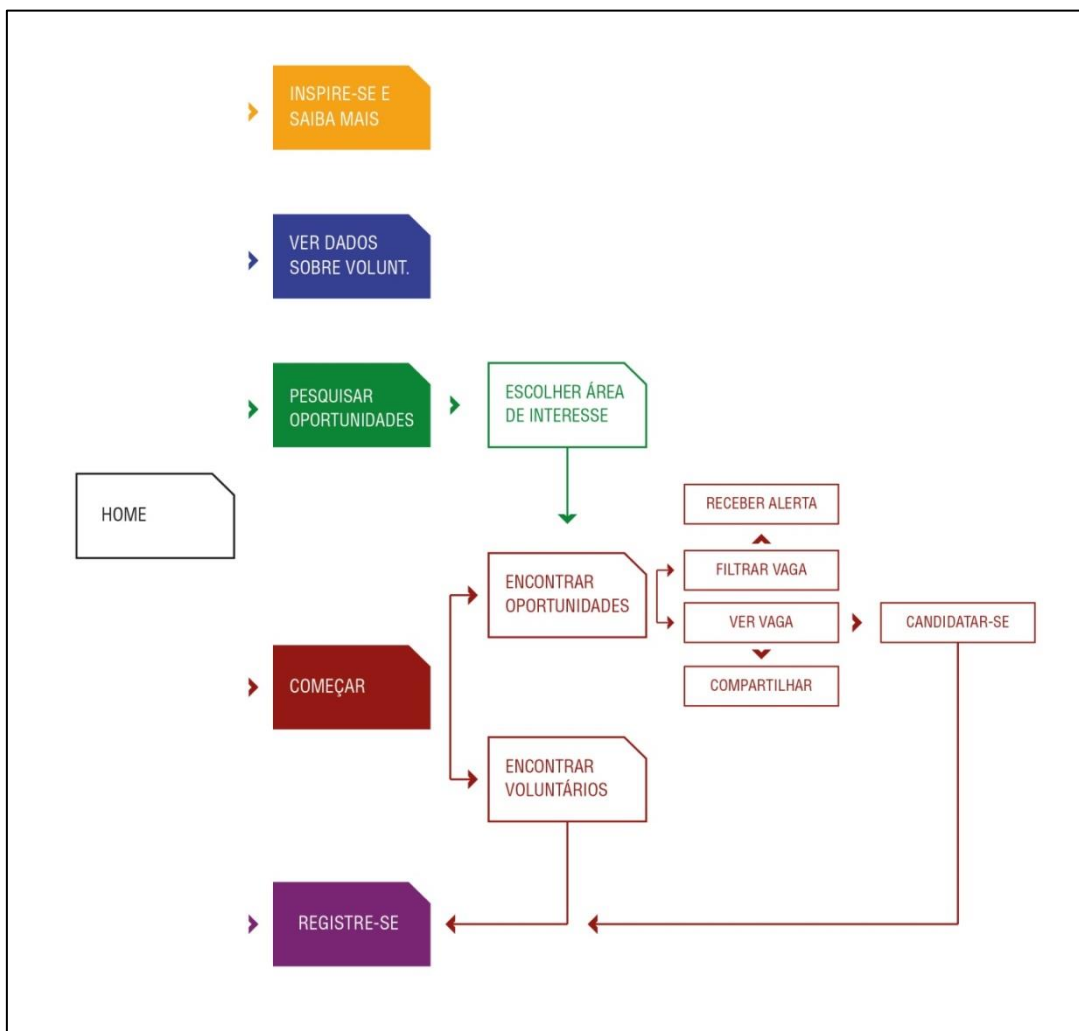 INSPIRE-SE E
SAIBA MAIS
VER DADOS
SOBRE VOLUNT.
PESQUISAR
OPORTUNIDADES
ESCOLHER ÁREA
DE INTERESSE
HOME
RECEBER ALERTA
ENCONTRAR
OPORTUNIDADES
FILTRAR VAGA
VER VAGA
CANDIDATAR-SE
COMPARTILHAR
COMEÇAR
ENCONTRAR
VOLUNTÁRIOS
REGISTRE-SE